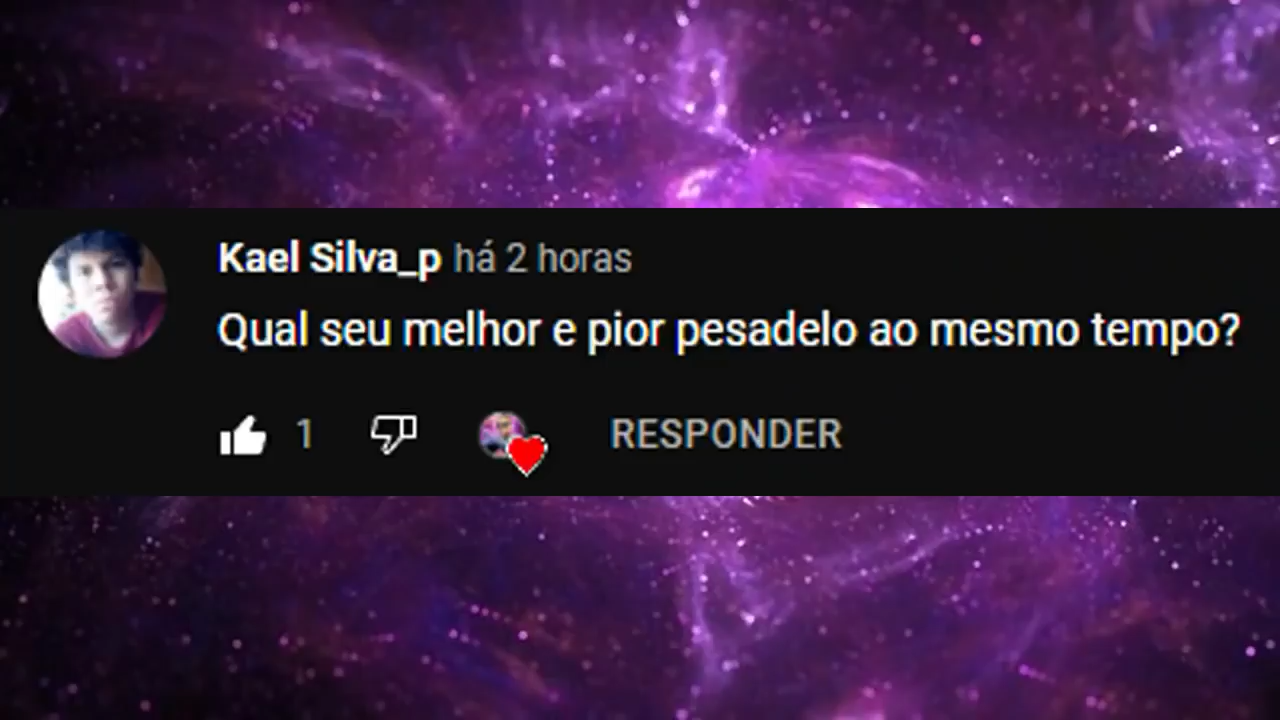 Kael Silva_p há 2 horas
Qual seu melhor e pior pesadelo ao mesmo tempo?
1 RESPONDER